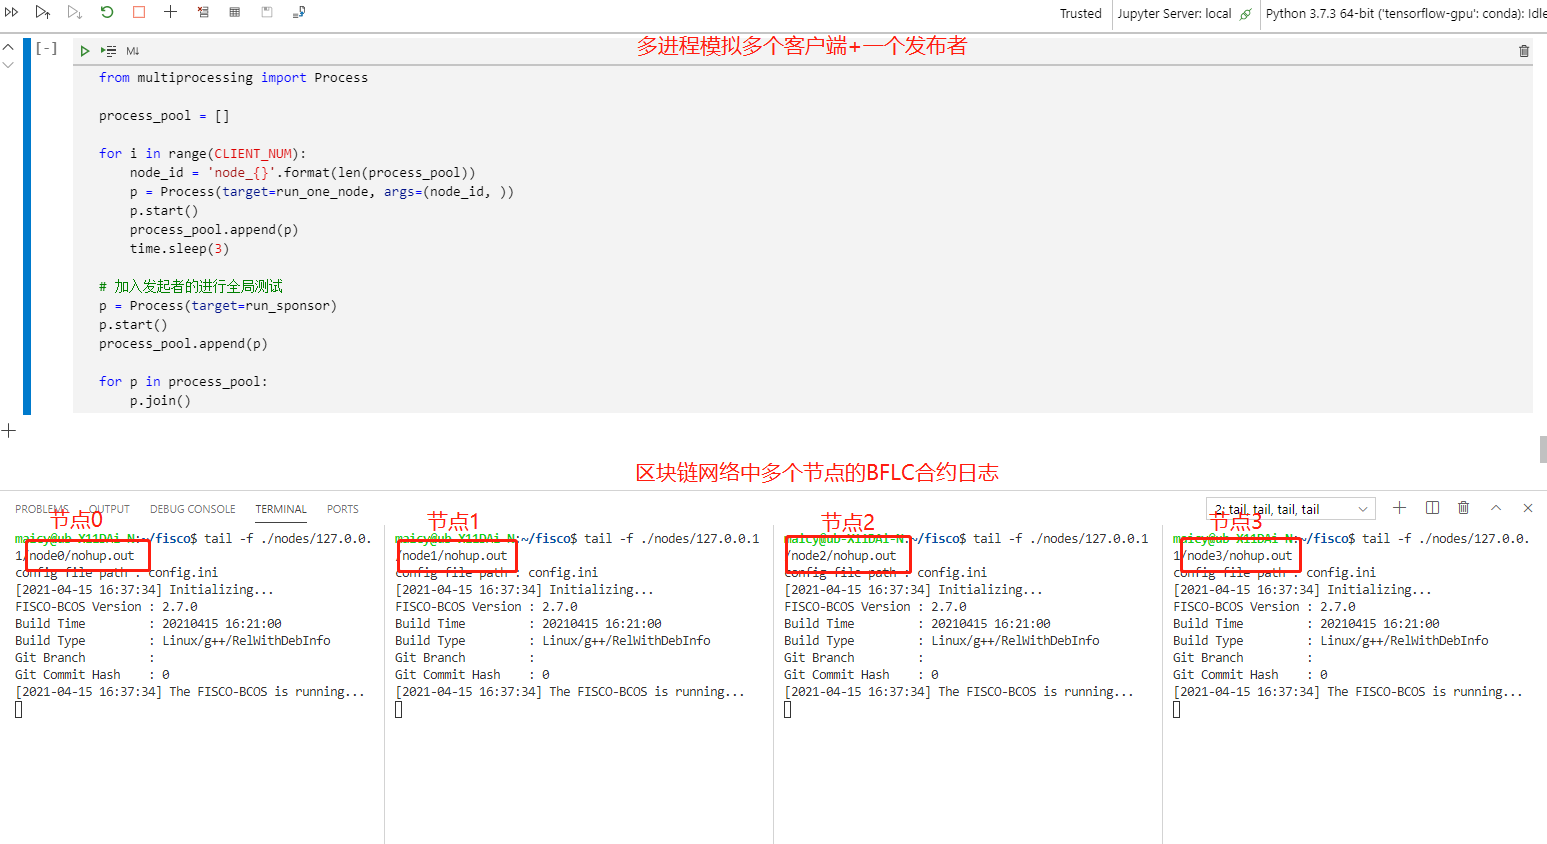 Trusted
Jupyter Server: local
Python 3.7.3 64-bit ('tensorflow-gpu': conda): Idle
[-]
M↓
多进程模拟多个客户端+一个发布者
from multiprocessing import Process
process_pool = []
for i in range(CLIENT_NUM):
node_id = 'node_{}'.format(len(process_pool))
p = Process(target=run_one_node, args=(node_id, ))
p.start()
process_pool.append(p)
time.sleep(3)
# 加入发起者的进行全局测试
p = Process(target=run_sponsor)
p.start()
process_pool.append(p)
for p in process_pool:
p.join()
区块链网络中多个节点的BFLC合约日志
PROBLEMS OUTPUT DEBUG CONSOLE TERMINAL PORTS
2: tail, tail, tail, tail
节点0
maicy@ub-X11DAi-N:~/fisco$ tail -f ./nodes/127.0.0.
1/node0/nohup.out
config file path : config.ini
[2021-04-15 16:37:34] Initializing...
FISCO-BCOS Version : 2.7.0
Build Time : 20210415 16:21:00
Build Type : Linux/g++/RelWithDebInfo
Git Branch :
Git Commit Hash : 0
[2021-04-15 16:37:34] The FISCO-BCOS is running...
节点1
maicy@ub-X11DAi-N:~/fisco$ tail -f ./nodes/127.0.0.1
/node1/nohup.out
config file path : config.ini
[2021-04-15 16:37:34] Initializing...
FISCO-BCOS Version : 2.7.0
Build Time : 20210415 16:21:00
Build Type : Linux/g++/RelWithDebInfo
Git Branch :
Git Commit Hash : 0
[2021-04-15 16:37:34] The FISCO-BCOS is running...
节点2
maicy@ub-X11DAi-N:~/fisco$ tail -f ./nodes/127.0.0.1
/node2/nohup.out
config file path : config.ini
[2021-04-15 16:37:34] Initializing...
FISCO-BCOS Version : 2.7.0
Build Time : 20210415 16:21:00
Build Type : Linux/g++/RelWithDebInfo
Git Branch :
Git Commit Hash : 0
[2021-04-15 16:37:34] The FISCO-BCOS is running...
节点3
maicy@ub-X11DAi-N:~/fisco$ tail -f ./nodes/127.0.0.
1/node3/nohup.out
config file path : config.ini
[2021-04-15 16:37:34] Initializing...
FISCO-BCOS Version : 2.7.0
Build Time : 20210415 16:21:00
Build Type : Linux/g++/RelWithDebInfo
Git Branch :
Git Commit Hash : 0
[2021-04-15 16:37:34] The FISCO-BCOS is running...